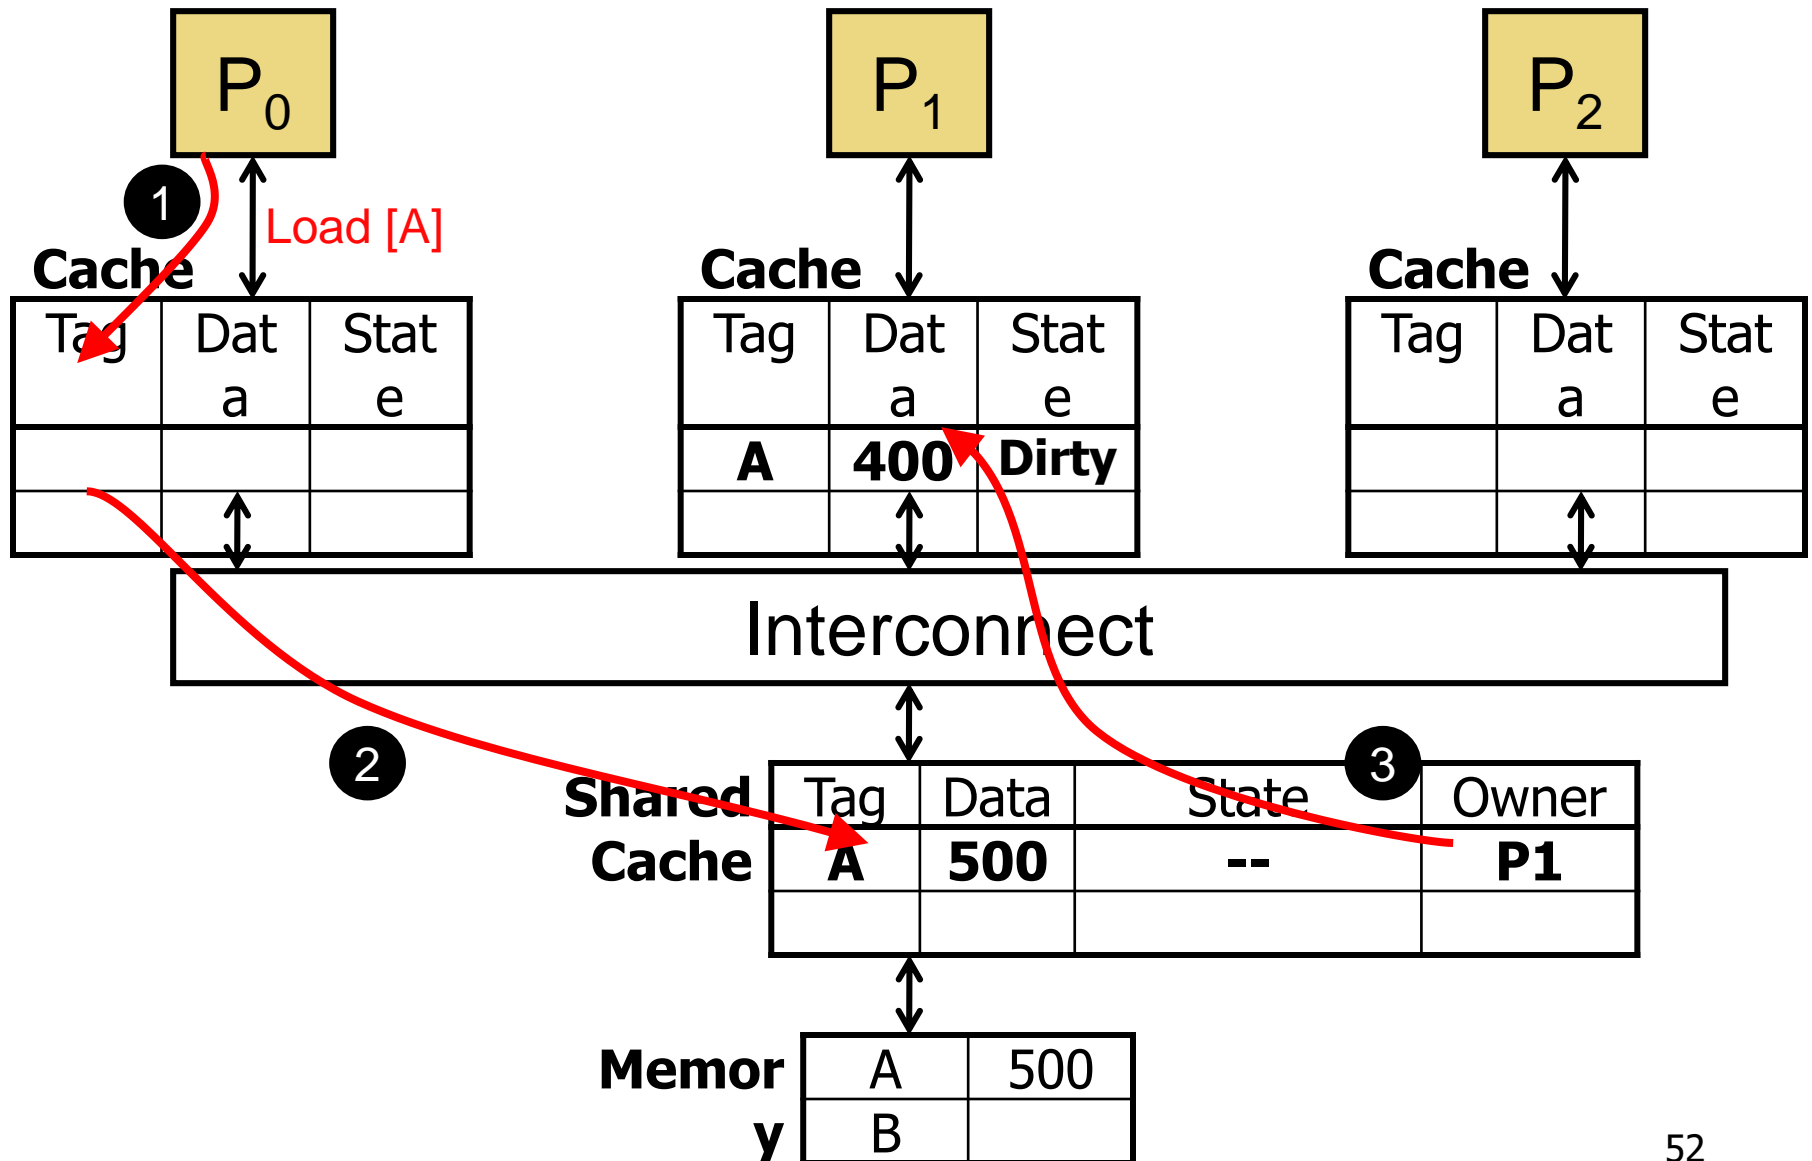 P0
P1
P2
1
Load [A]
Cache
Cache
Cache
Tag Dat Stat
a e
Tag Dat Stat
a e
A 400 Dirty
Tag Dat Stat
a e
Interconnect
2
3
Shared
Cache
Tag Data State Owner
A 500 -- P1
Memor
y
A 500
B
52